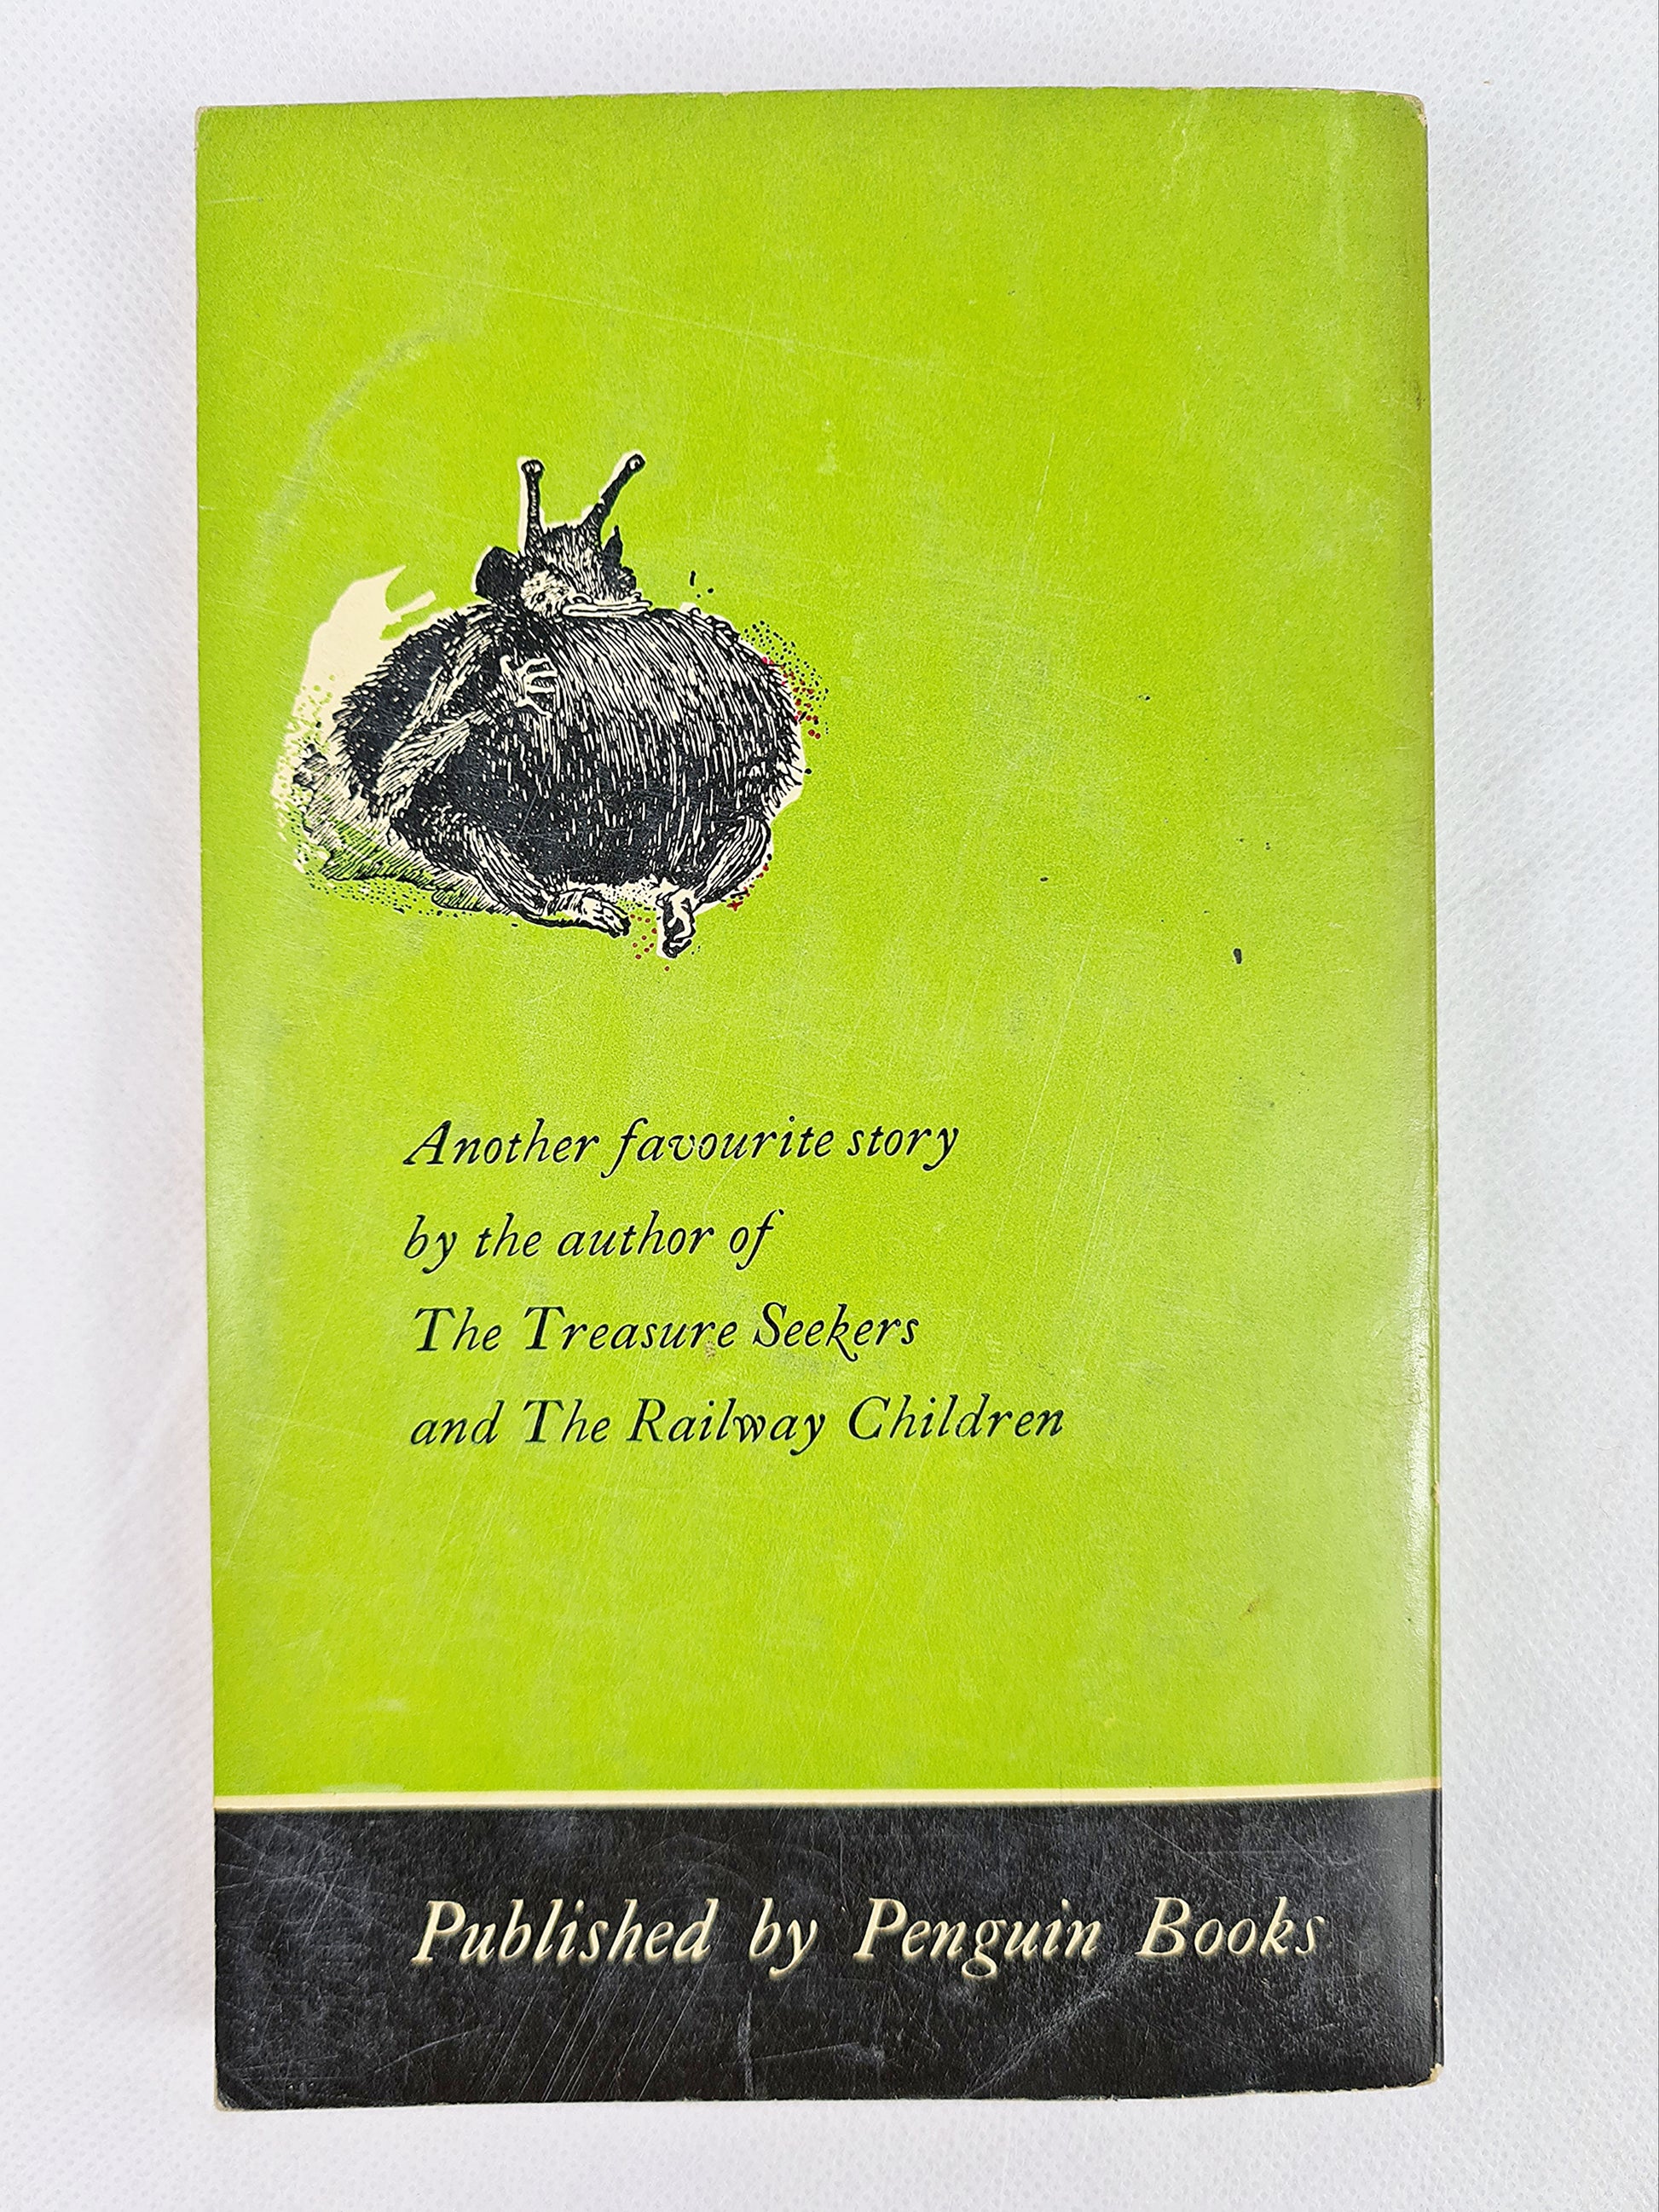 Another favourite story
by the author of
The Treasure Seekers
and The Railway Children
Published by Penguin Books